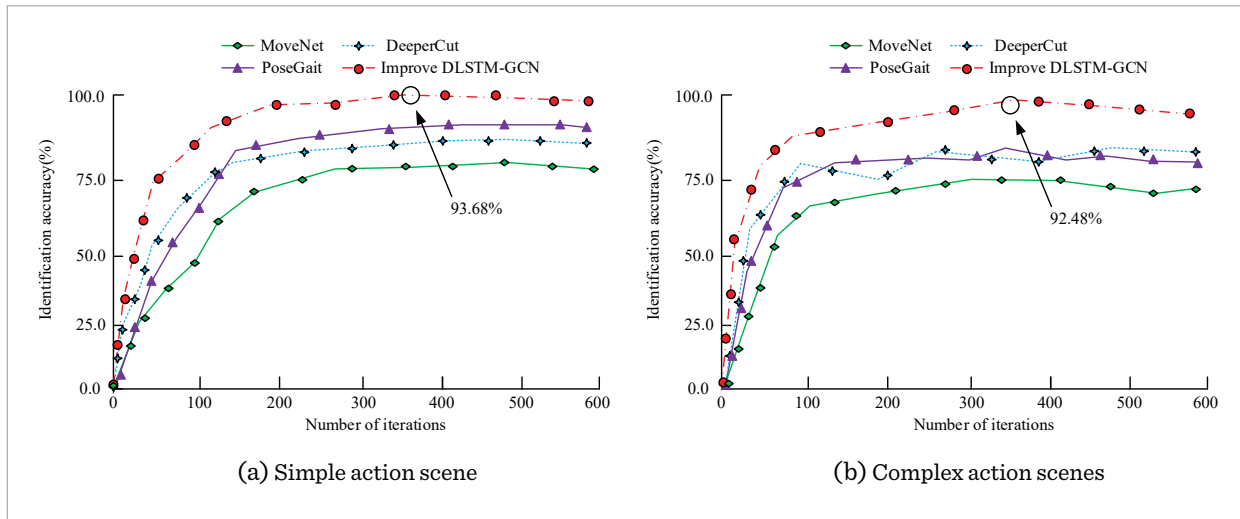 MoveNet DeeperCut
PoseGait Improve DLSTM-GCN
100.0
75.0
50.0
25.0
0.0
Identification accuracy(%)
93.68%
0 100 200 300 400 500 600
Number of iterations
(a) Simple action scene
MoveNet DeeperCut
PoseGait Improve DLSTM-GCN
100.0
75.0
50.0
25.0
0.0
Identification accuracy(%)
92.48%
0 100 200 300 400 500 600
Number of iterations
(b) Complex action scenes